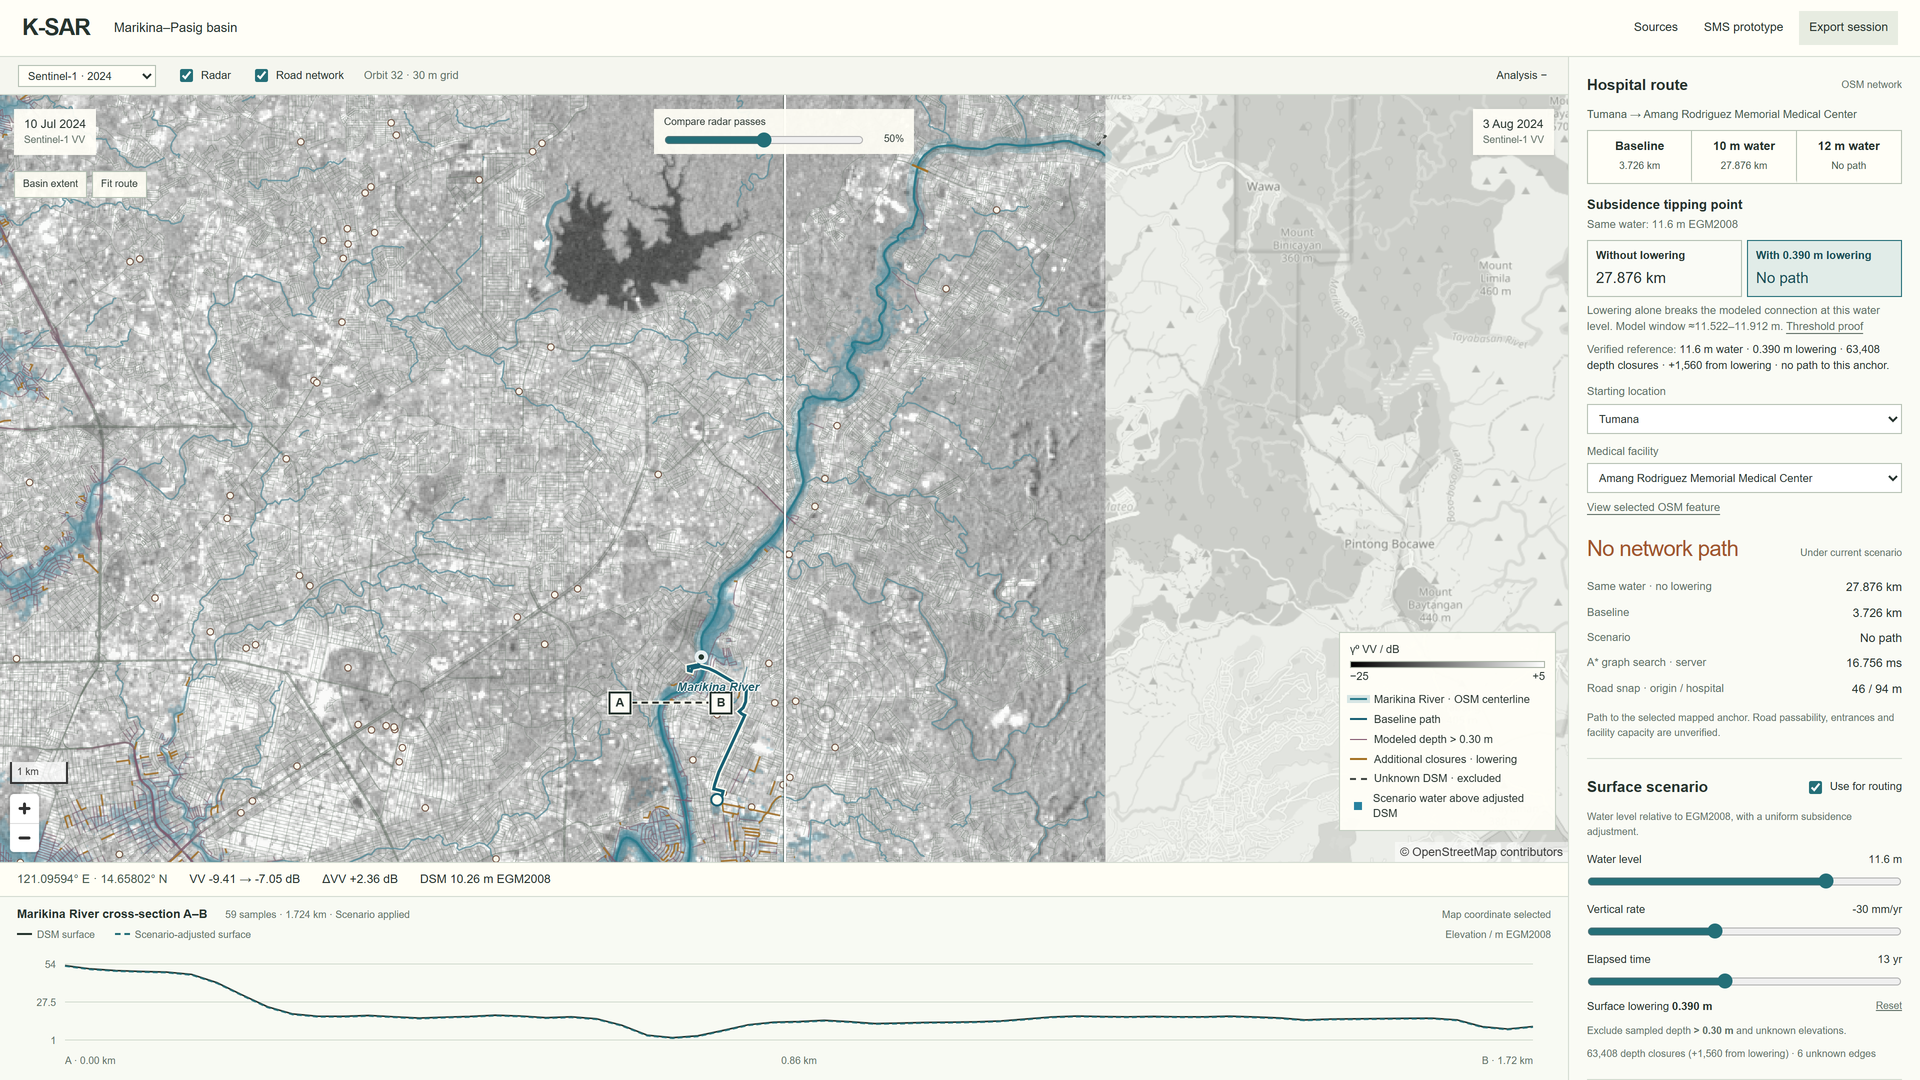 K-SAR
Marikina–Pasig basin
Sources
SMS prototype
Export session
Sentinel-1 · 2024
Radar
Road network
Orbit 32 · 30 m grid
Analysis −
10 Jul 2024
Sentinel-1 VV
Basin extent
Fit route
Compare radar passes
50%
3 Aug 2024
Sentinel-1 VV
Wawa
Mount
Binicayan
360 m
Mount
Limila
460 m
Tayabasan River
Pintong Bocawe
Mount
Baytangan
440 m
Marikina River
A
B
1 km
+
−
γ⁰ VV / dB
−25
+5
Marikina River · OSM centerline
Baseline path
Modeled depth > 0.30 m
Additional closures · lowering
Unknown DSM · excluded
Scenario water above adjusted
DSM
© OpenStreetMap contributors
121.09594° E · 14.65802° N
VV -9.41 → -7.05 dB
ΔVV +2.36 dB
DSM 10.26 m EGM2008
Marikina River cross-section A–B
59 samples · 1.724 km · Scenario applied
Map coordinate selected
DSM surface
Scenario-adjusted surface
Elevation / m EGM2008
54
27.5
1
A · 0.00 km
0.86 km
B · 1.72 km
Hospital route
OSM network
Tumana → Amang Rodriguez Memorial Medical Center
Baseline
3.726 km
10 m water
27.876 km
12 m water
No path
Subsidence tipping point
Same water: 11.6 m EGM2008
Without lowering
27.876 km
With 0.390 m lowering
No path
Lowering alone breaks the modeled connection at this water
level. Model window ≈11.522–11.912 m. Threshold proof
Verified reference: 11.6 m water · 0.390 m lowering · 63,408
depth closures · +1,560 from lowering · no path to this anchor.
Starting location
Tumana
Medical facility
Amang Rodriguez Memorial Medical Center
View selected OSM feature
No network path
Under current scenario
Same water · no lowering
27.876 km
Baseline
3.726 km
Scenario
No path
A* graph search · server
16.756 ms
Road snap · origin / hospital
46 / 94 m
Path to the selected mapped anchor. Road passability, entrances and
facility capacity are unverified.
Surface scenario
Use for routing
Water level relative to EGM2008, with a uniform subsidence
adjustment.
Water level
11.6 m
Vertical rate
-30 mm/yr
Elapsed time
13 yr
Surface lowering 0.390 m
Reset
Exclude sampled depth > 0.30 m and unknown elevations.
63,408 depth closures (+1,560 from lowering) · 6 unknown edges